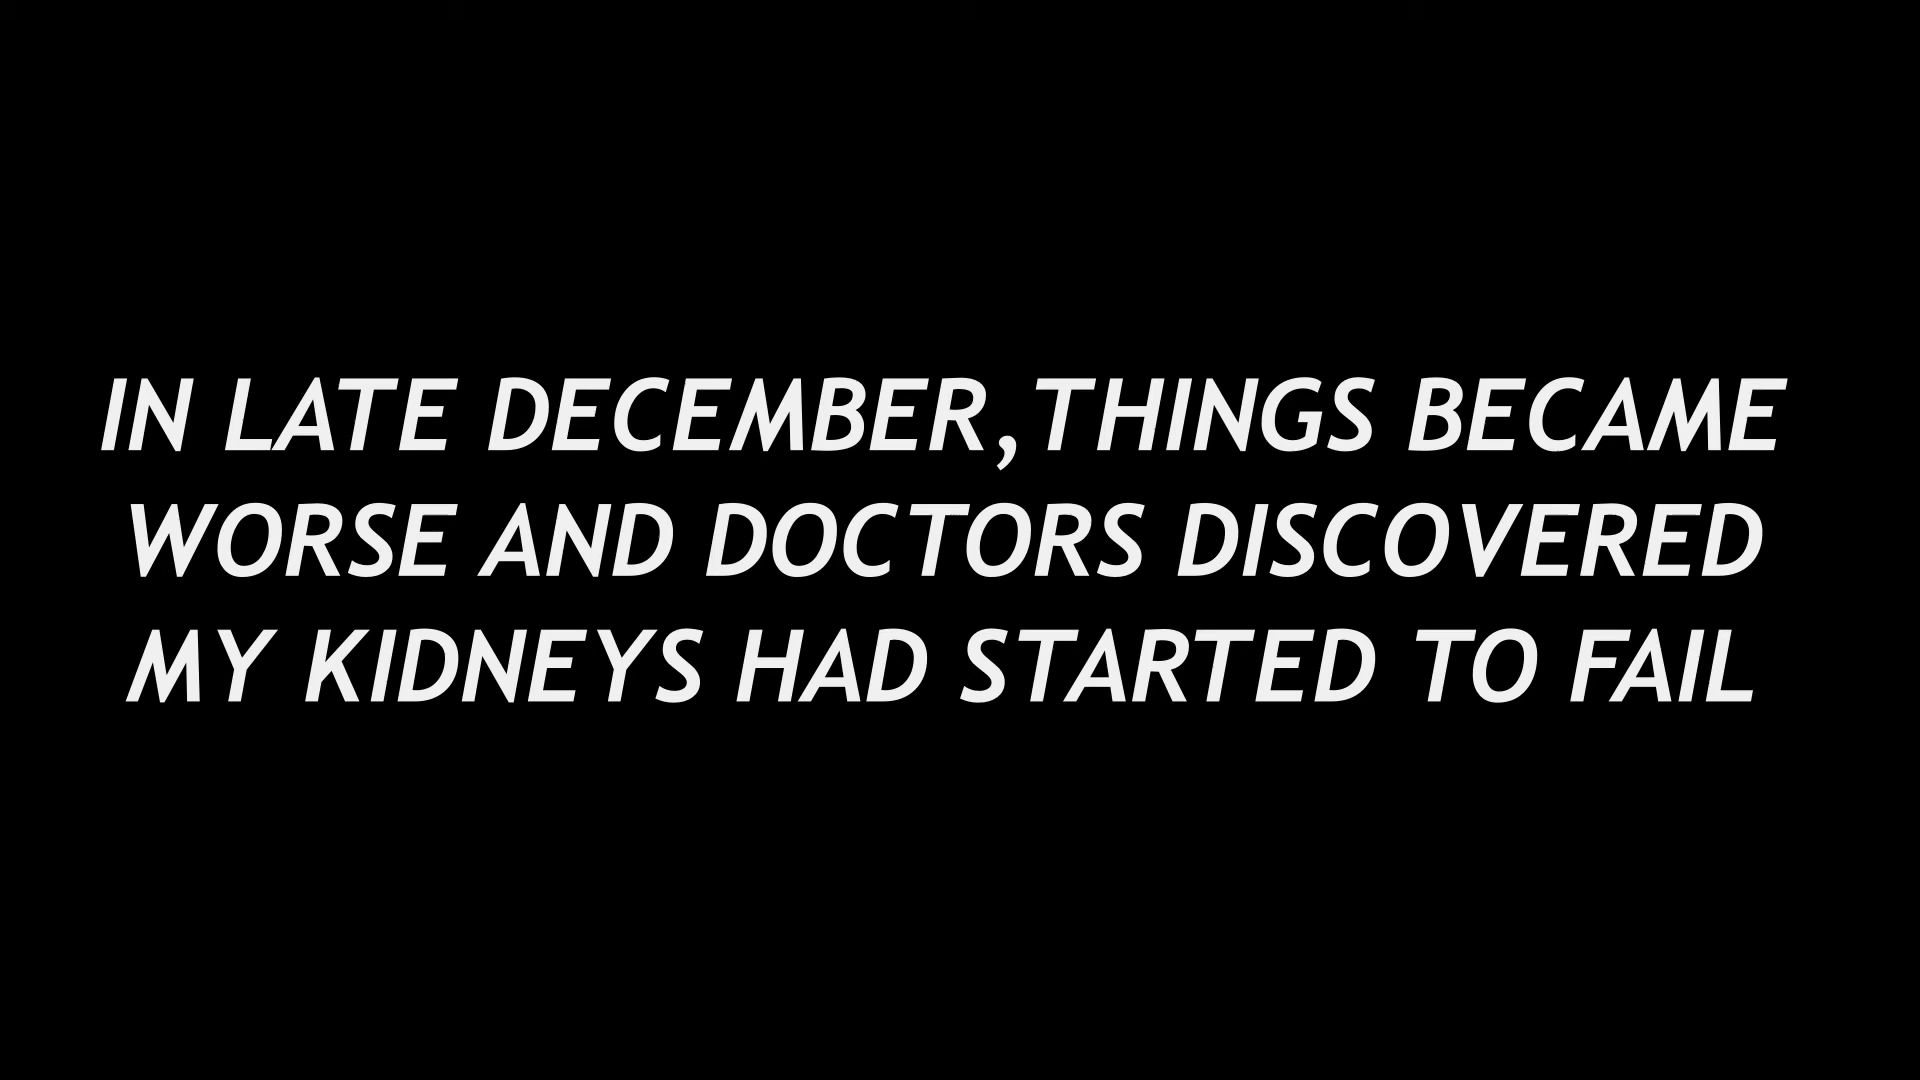 IN LATE DECEMBER,THINGS BECAME
WORSE AND DOCTORS DISCOVERED
MY KIDNEYS HAD STARTED TO FAIL